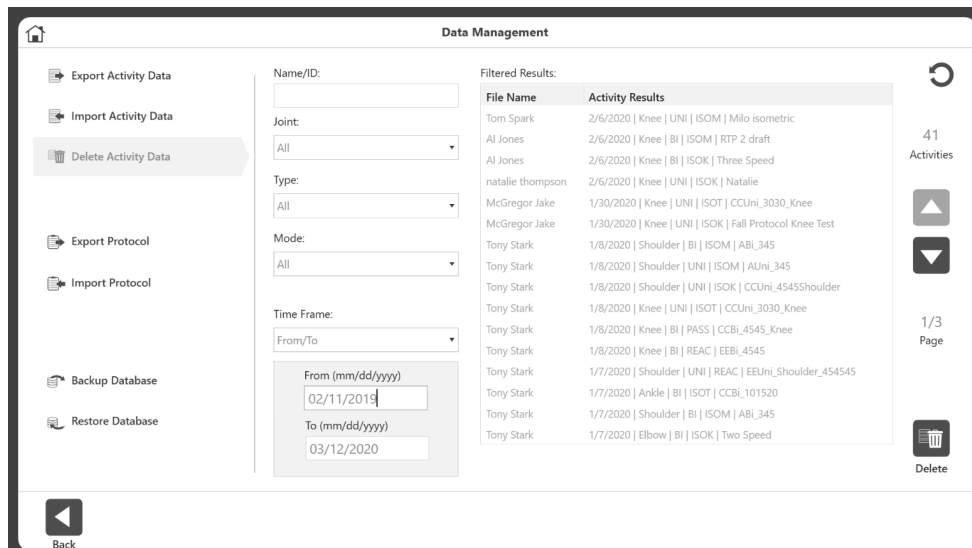 Data Management
Export Activity Data
Import Activity Data
Delete Activity Data
Export Protocol
Import Protocol
Backup Database
Restore Database
Name/ID:
Joint:
All
Type:
All
Mode:
All
Time Frame:
From/To
From (mm/dd/yyyy)
02/11/2019
To (mm/dd/yyyy)
03/12/2020
Filtered Results:
File Name Activity Results
Tom Spark 2/6/2020 | Knee | UNI | ISOM | Milo isometric
Al Jones 2/6/2020 | Knee | BI | ISOM | RTP 2 draft
Al Jones 2/6/2020 | Knee | BI | ISOK | Three Speed
natalie thompson 2/6/2020 | Knee | UNI | ISOK | Natalie
McGregor Jake 1/30/2020 | Knee | UNI | ISOT | CCUni_3030_Knee
McGregor Jake 1/30/2020 | Knee | UNI | ISOK | Fall Protocol Knee Test
Tony Stark 1/8/2020 | Shoulder | BI | ISOM | ABi_345
Tony Stark 1/8/2020 | Shoulder | UNI | ISOM | AUni_345
Tony Stark 1/8/2020 | Shoulder | UNI | ISOK | CCUni_4545Shoulder
Tony Stark 1/8/2020 | Knee | UNI | ISOT | CCUni_3030_Knee
Tony Stark 1/8/2020 | Knee | BI | PASS | CCBi_4545_Knee
Tony Stark 1/8/2020 | Knee | BI | REAC | EEBi_4545
Tony Stark 1/7/2020 | Shoulder | UNI | REAC | EEUni_Shoulder_454545
Tony Stark 1/7/2020 | Ankle | BI | ISOT | CCBi_101520
Tony Stark 1/7/2020 | Shoulder | BI | ISOM | ABi_345
Tony Stark 1/7/2020 | Elbow | BI | ISOK | Two Speed
41
Activities
1/3
Page
Delete
Back